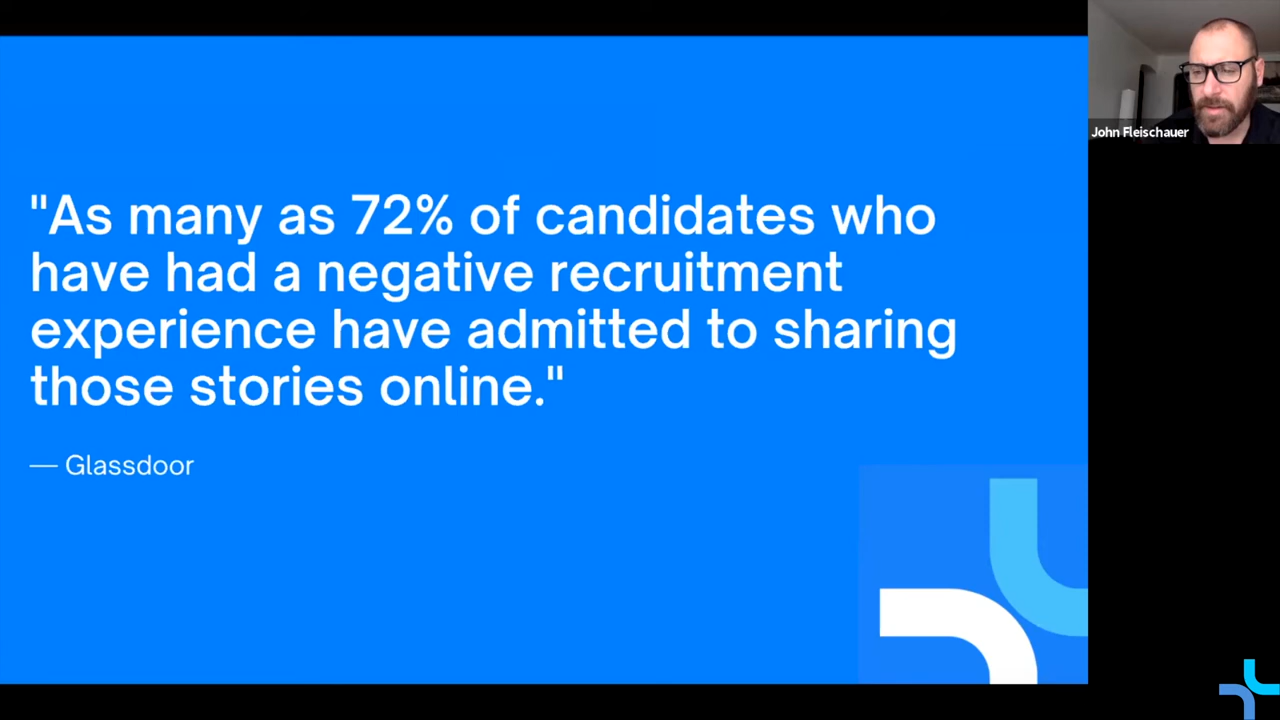 "As many as 72% of candidates who
have had a negative recruitment
experience have admitted to sharing
those stories online."
— Glassdoor
John Fleischauer